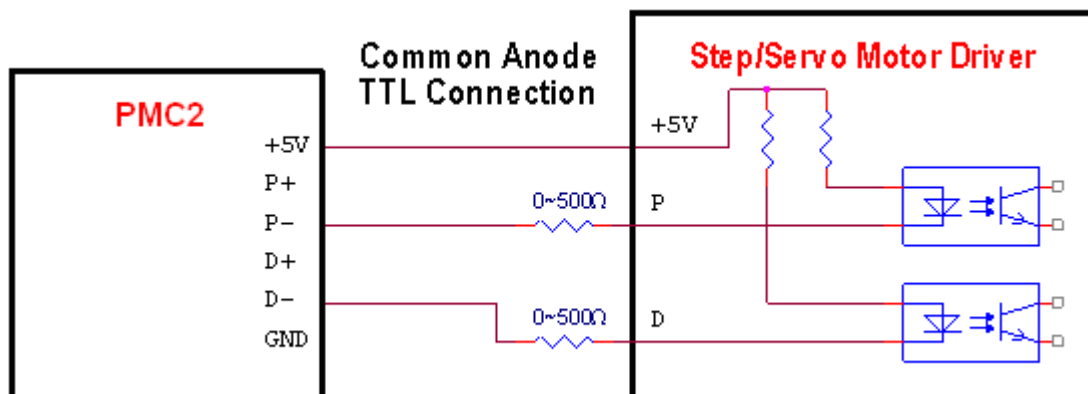 Common Anode
TTL Connection
PMC2
+5V
P+
P-
D+
D-
GND
0~500Ω
0~500Ω
Step/Servo Motor Driver
+5V
P
D